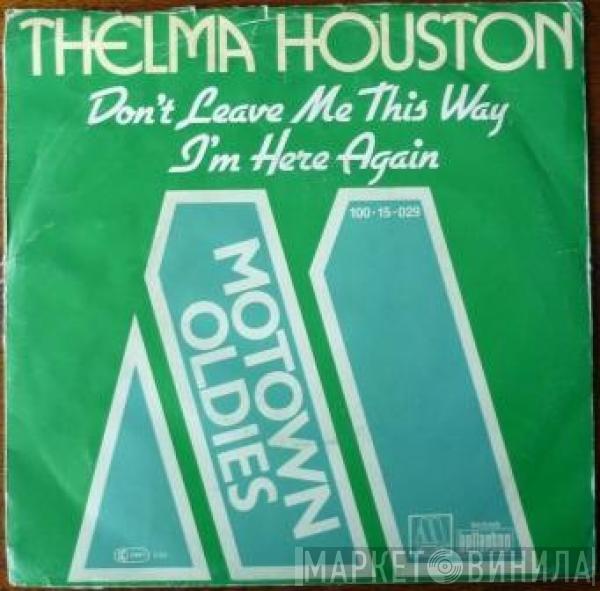 THELMA HOUSTON
Don't Leave Me This Way
I'm Here Again
100-15-029
MOTOWN
OLDIES
bellaphon
МАРКЕТ ВИНИЛА